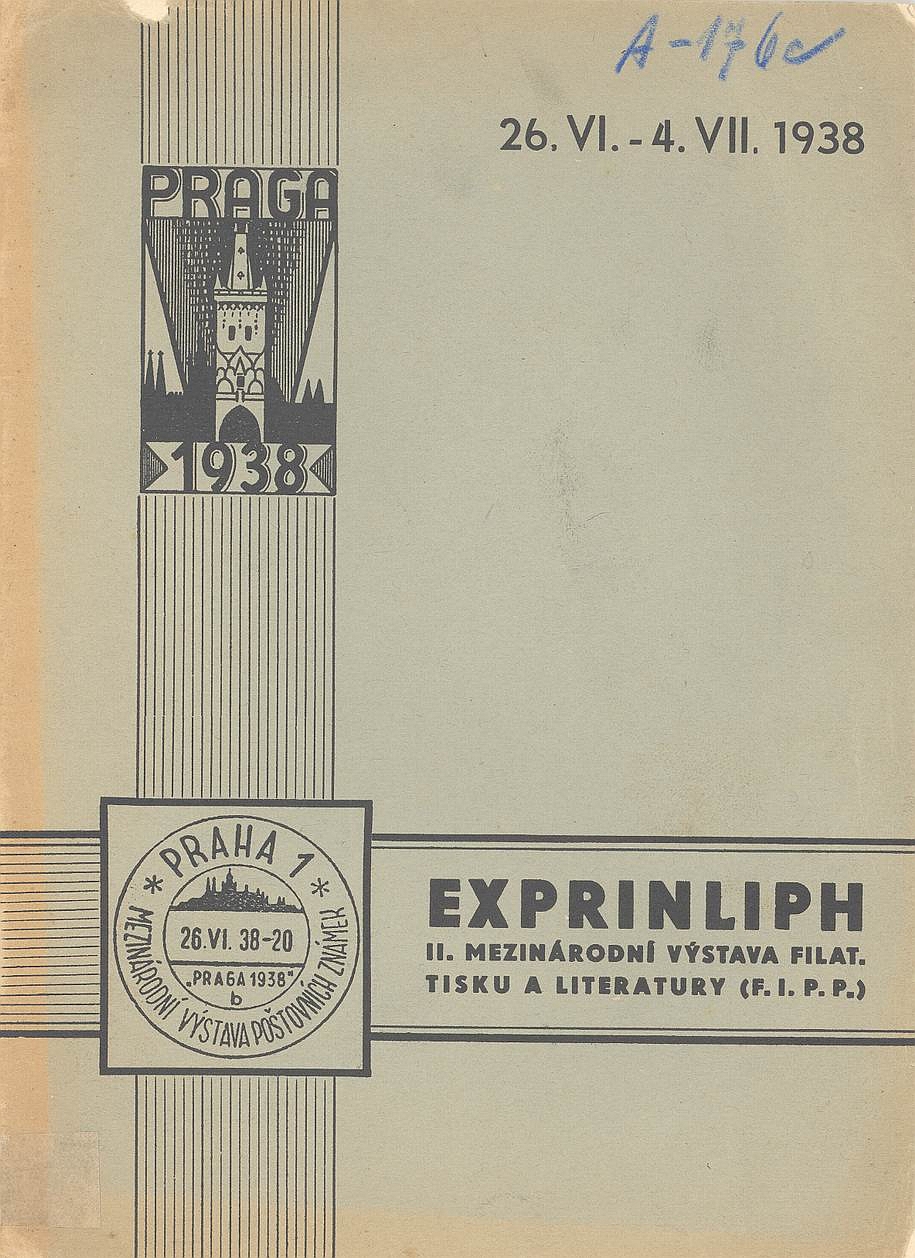 A-176c
26. VI. - 4. VII. 1938
PRAGA
1938
PRAHA 1
26.VI. 38-20
„PRAGA 1938"
b
MEZINÁRODNÍ VÝSTAVA POŠTOVNÍCH ZNÁMEK
EXPRINLIPH
II. MEZINÁRODNÍ VÝSTAVA FILAT.
TISKU A LITERATURY (F. I. P. P.)